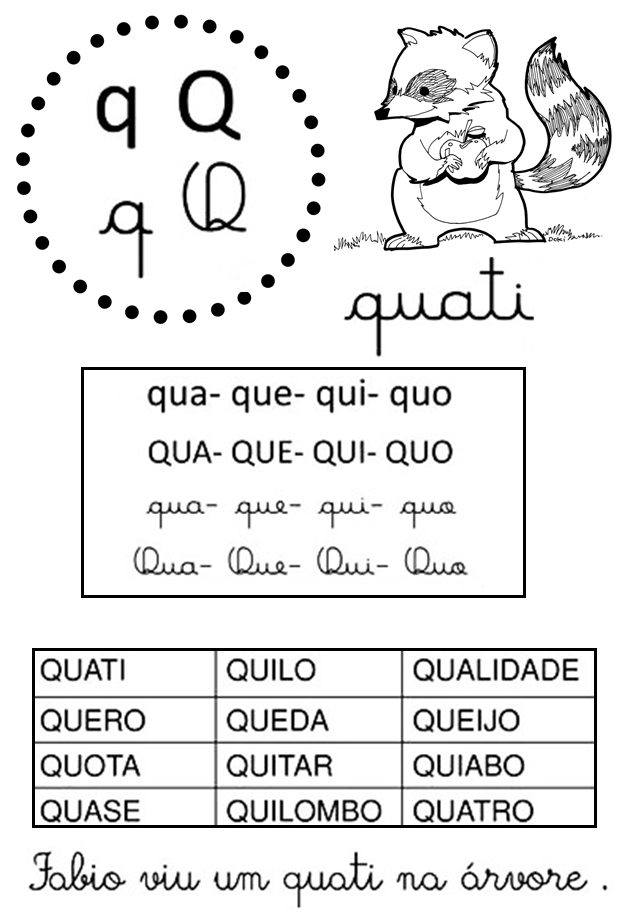 q Q
q Q
Doki
quati
qua- que- qui- quo
QUA- QUE- QUI- QUO
qua- que- qui- quo
Qua- Que- Qui- Quo
QUATI QUILO QUALIDADE
QUERO QUEDA QUEIJO
QUOTA QUITAR QUIABO
QUASE QUILOMBO QUATRO
Fabio viu um quati na árvore .